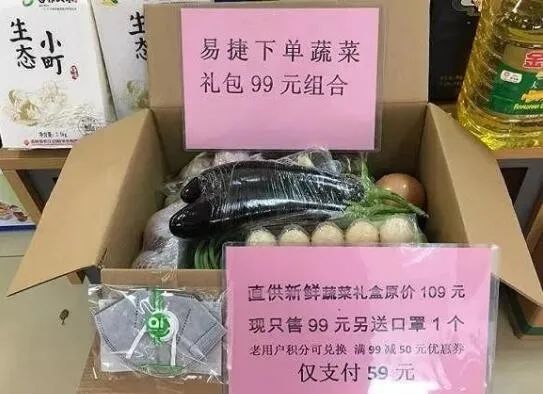 生态
小町
易捷下单蔬菜
礼包99元组合
金
直供新鲜蔬菜礼盒原价109元
现只售99元另送口罩1个
老用户积分可兑换 满99减50元优惠券
仅支付59元